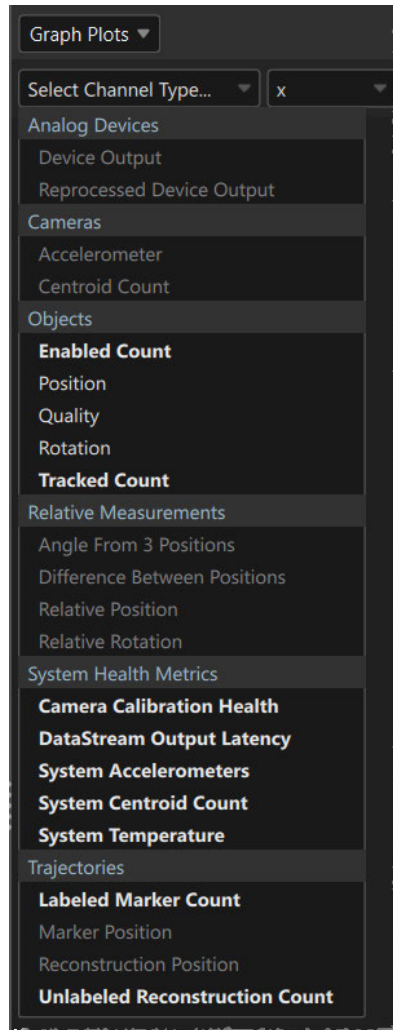 Graph Plots
Select Channel Type... x
Analog Devices
Device Output
Reprocessed Device Output
Cameras
Accelerometer
Centroid Count
Objects
Enabled Count
Position
Quality
Rotation
Tracked Count
Relative Measurements
Angle From 3 Positions
Difference Between Positions
Relative Position
Relative Rotation
System Health Metrics
Camera Calibration Health
DataStream Output Latency
System Accelerometers
System Centroid Count
System Temperature
Trajectories
Labeled Marker Count
Marker Position
Reconstruction Position
Unlabeled Reconstruction Count